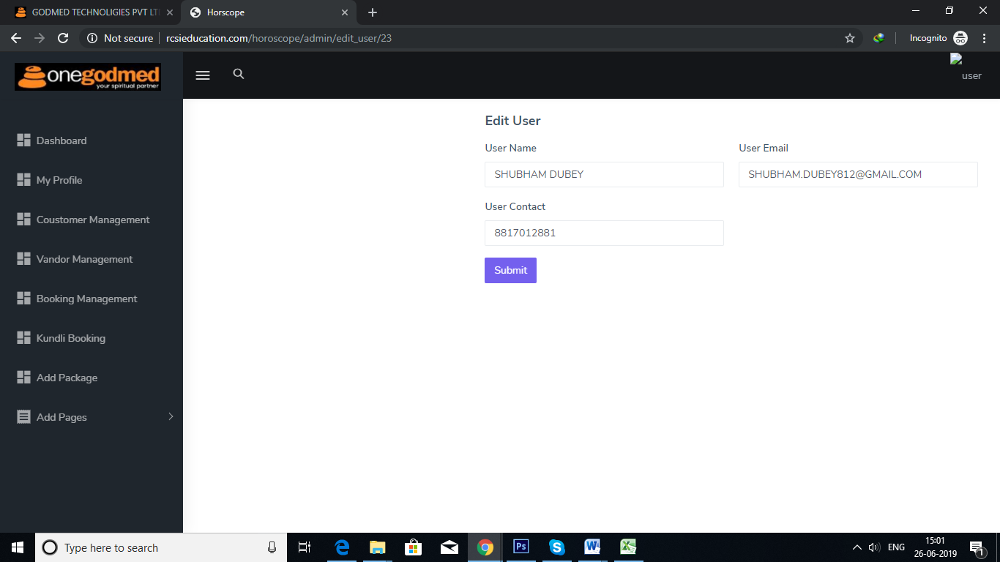 GODMED TECHNOLIGIES PVT LT
Horscope
Not secure
rcsieducation.com/horoscope/admin/edit_user/23
Incognito
onegodmed
your spiritual partner
user
Dashboard
My Profile
Coustomer Management
Vandor Management
Booking Management
Kundli Booking
Add Package
Add Pages
Edit User
User Name
User Email
SHUBHAM DUBEY
SHUBHAM.DUBEY812@GMAIL.COM
User Contact
8817012881
Submit
Type here to search
Ps
ENG
15:01
26-06-2019
1